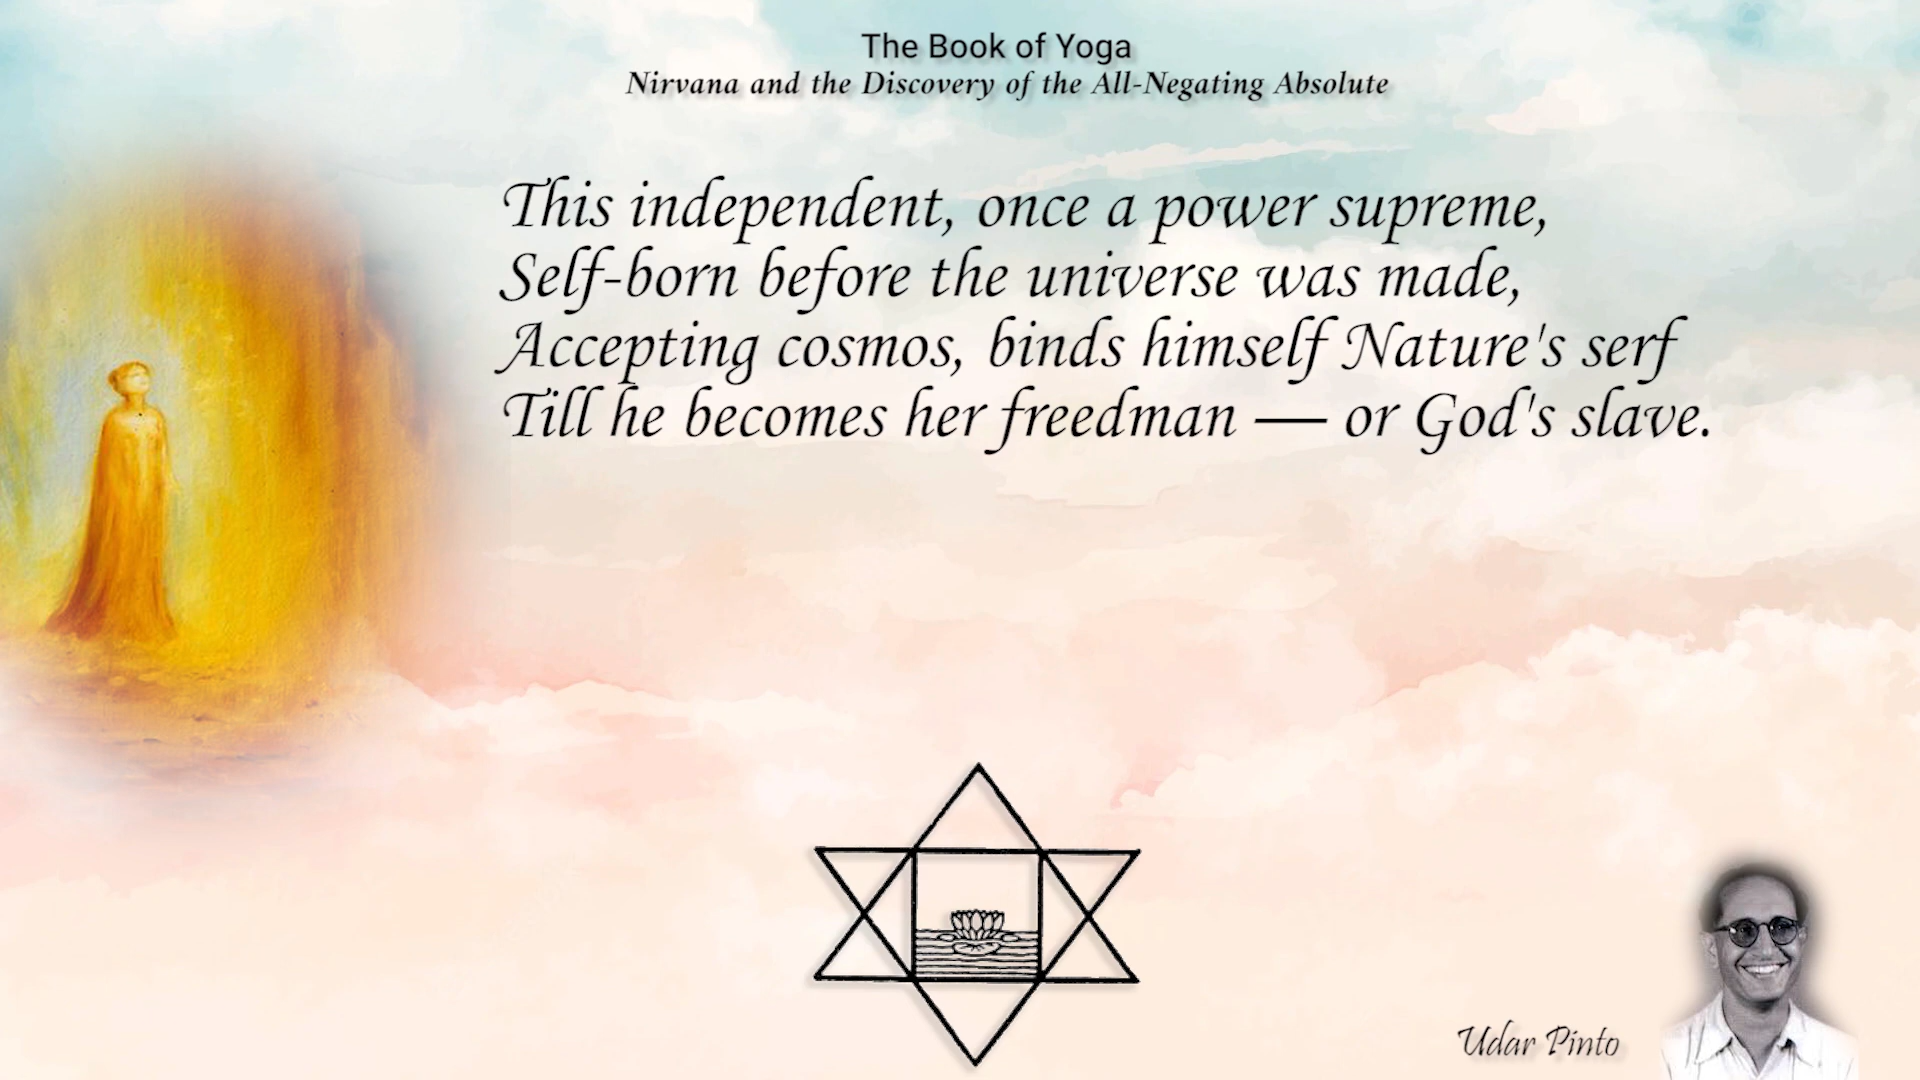 The Book of Yoga
Nirvana and the Discovery of the All-Negating Absolute
This independent, once a power supreme,
Self-born before the universe was made,
Accepting cosmos, binds himself Nature's serf
Till he becomes her freedman — or God's slave.
Udar Pinto